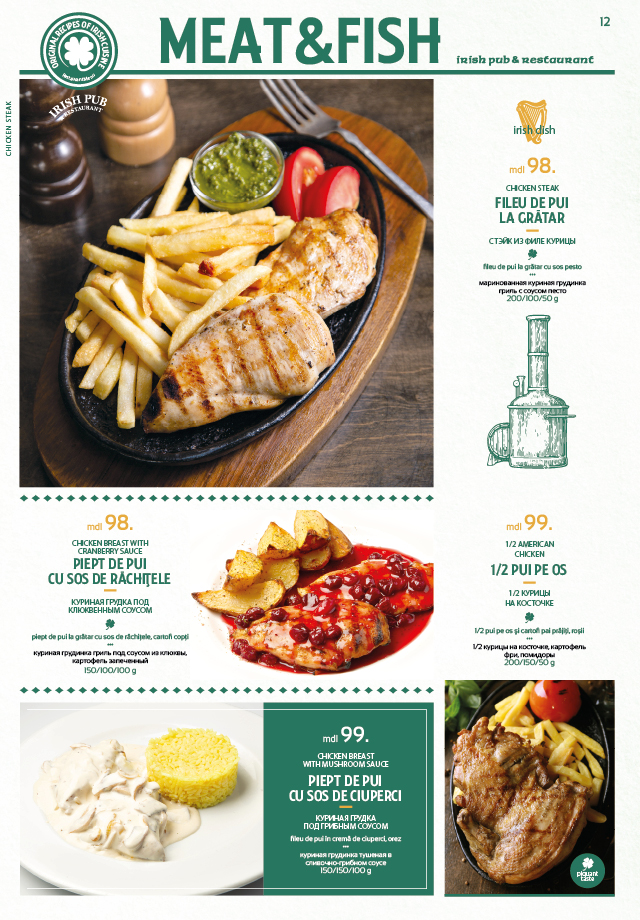 12
ORIGINAL RECIPES OF IRISH CUISINE
MEAT&FISH
irish pub & restaurant
IRISH PUB
RESTAURANT
CHICKEN STEAK
irish dish
mdl 98.
CHICKEN STEAK
FILEU DE PUI
LA GRĂTAR
СТЭЙК ИЗ ФИЛЕ КУРИЦЫ
fileu de pui la grătar cu sos pesto
***
маринованная куриная грудинка
гриль с соусом песто
200/100/50 g
mdl 98.
CHICKEN BREAST WITH
CRANBERRY SAUCE
PIEPT DE PUI
CU SOS DE RĂCHIȚELE
КУРИНАЯ ГРУДКА ПОД
КЛЮКВЕННЫМ СОУСОМ
piept de pui la grătar cu sos de răchițele, cartofi copți
***
куриная грудинка гриль под соусом из клюквы,
картофель запеченный
150/100/100 g
mdl 99.
1/2 AMERICAN
CHICKEN
1/2 PUI PE OS
1/2 КУРИЦЫ
НА КОСТОЧКЕ
1/2 pui pe os și cartofi pai prăjiți, roșii
***
1/2 курицы на косточке, картофель
фри, помидоры
200/150/50 g
mdl 99.
CHICKEN BREAST
WITH MUSHROOM SAUCE
PIEPT DE PUI
CU SOS DE CIUPERCI
КУРИНАЯ ГРУДКА
ПОД ГРИБНЫМ СОУСОМ
fileu de pui în cremă de ciuperci, orez
***
куриная грудинка тушеная в
сливочно-грибном соусе
150/150/100 g
piquant
taste